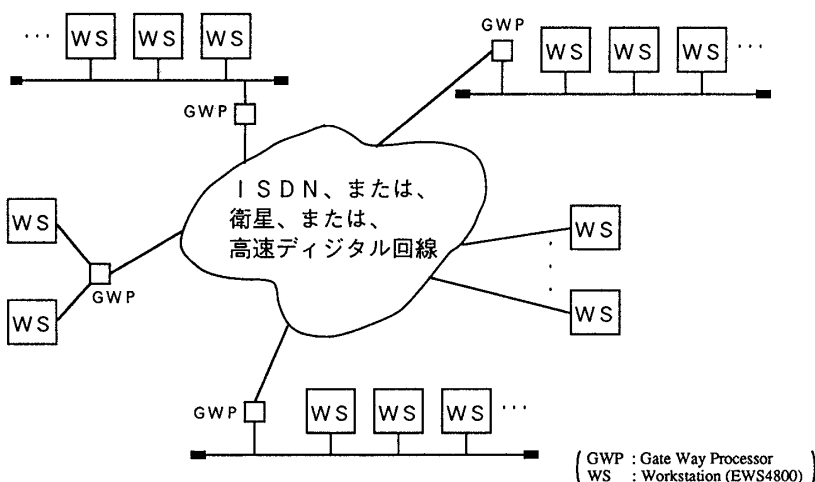 GWP
··· WS WS WS
WS WS WS ···
GWP
ISDN、または、
衛星、または、
高速ディジタル回線
WS
WS
GWP
WS
WS
GWP
WS WS WS ···
( GWP : Gate Way Processor
WS : Workstation (EWS4800) )